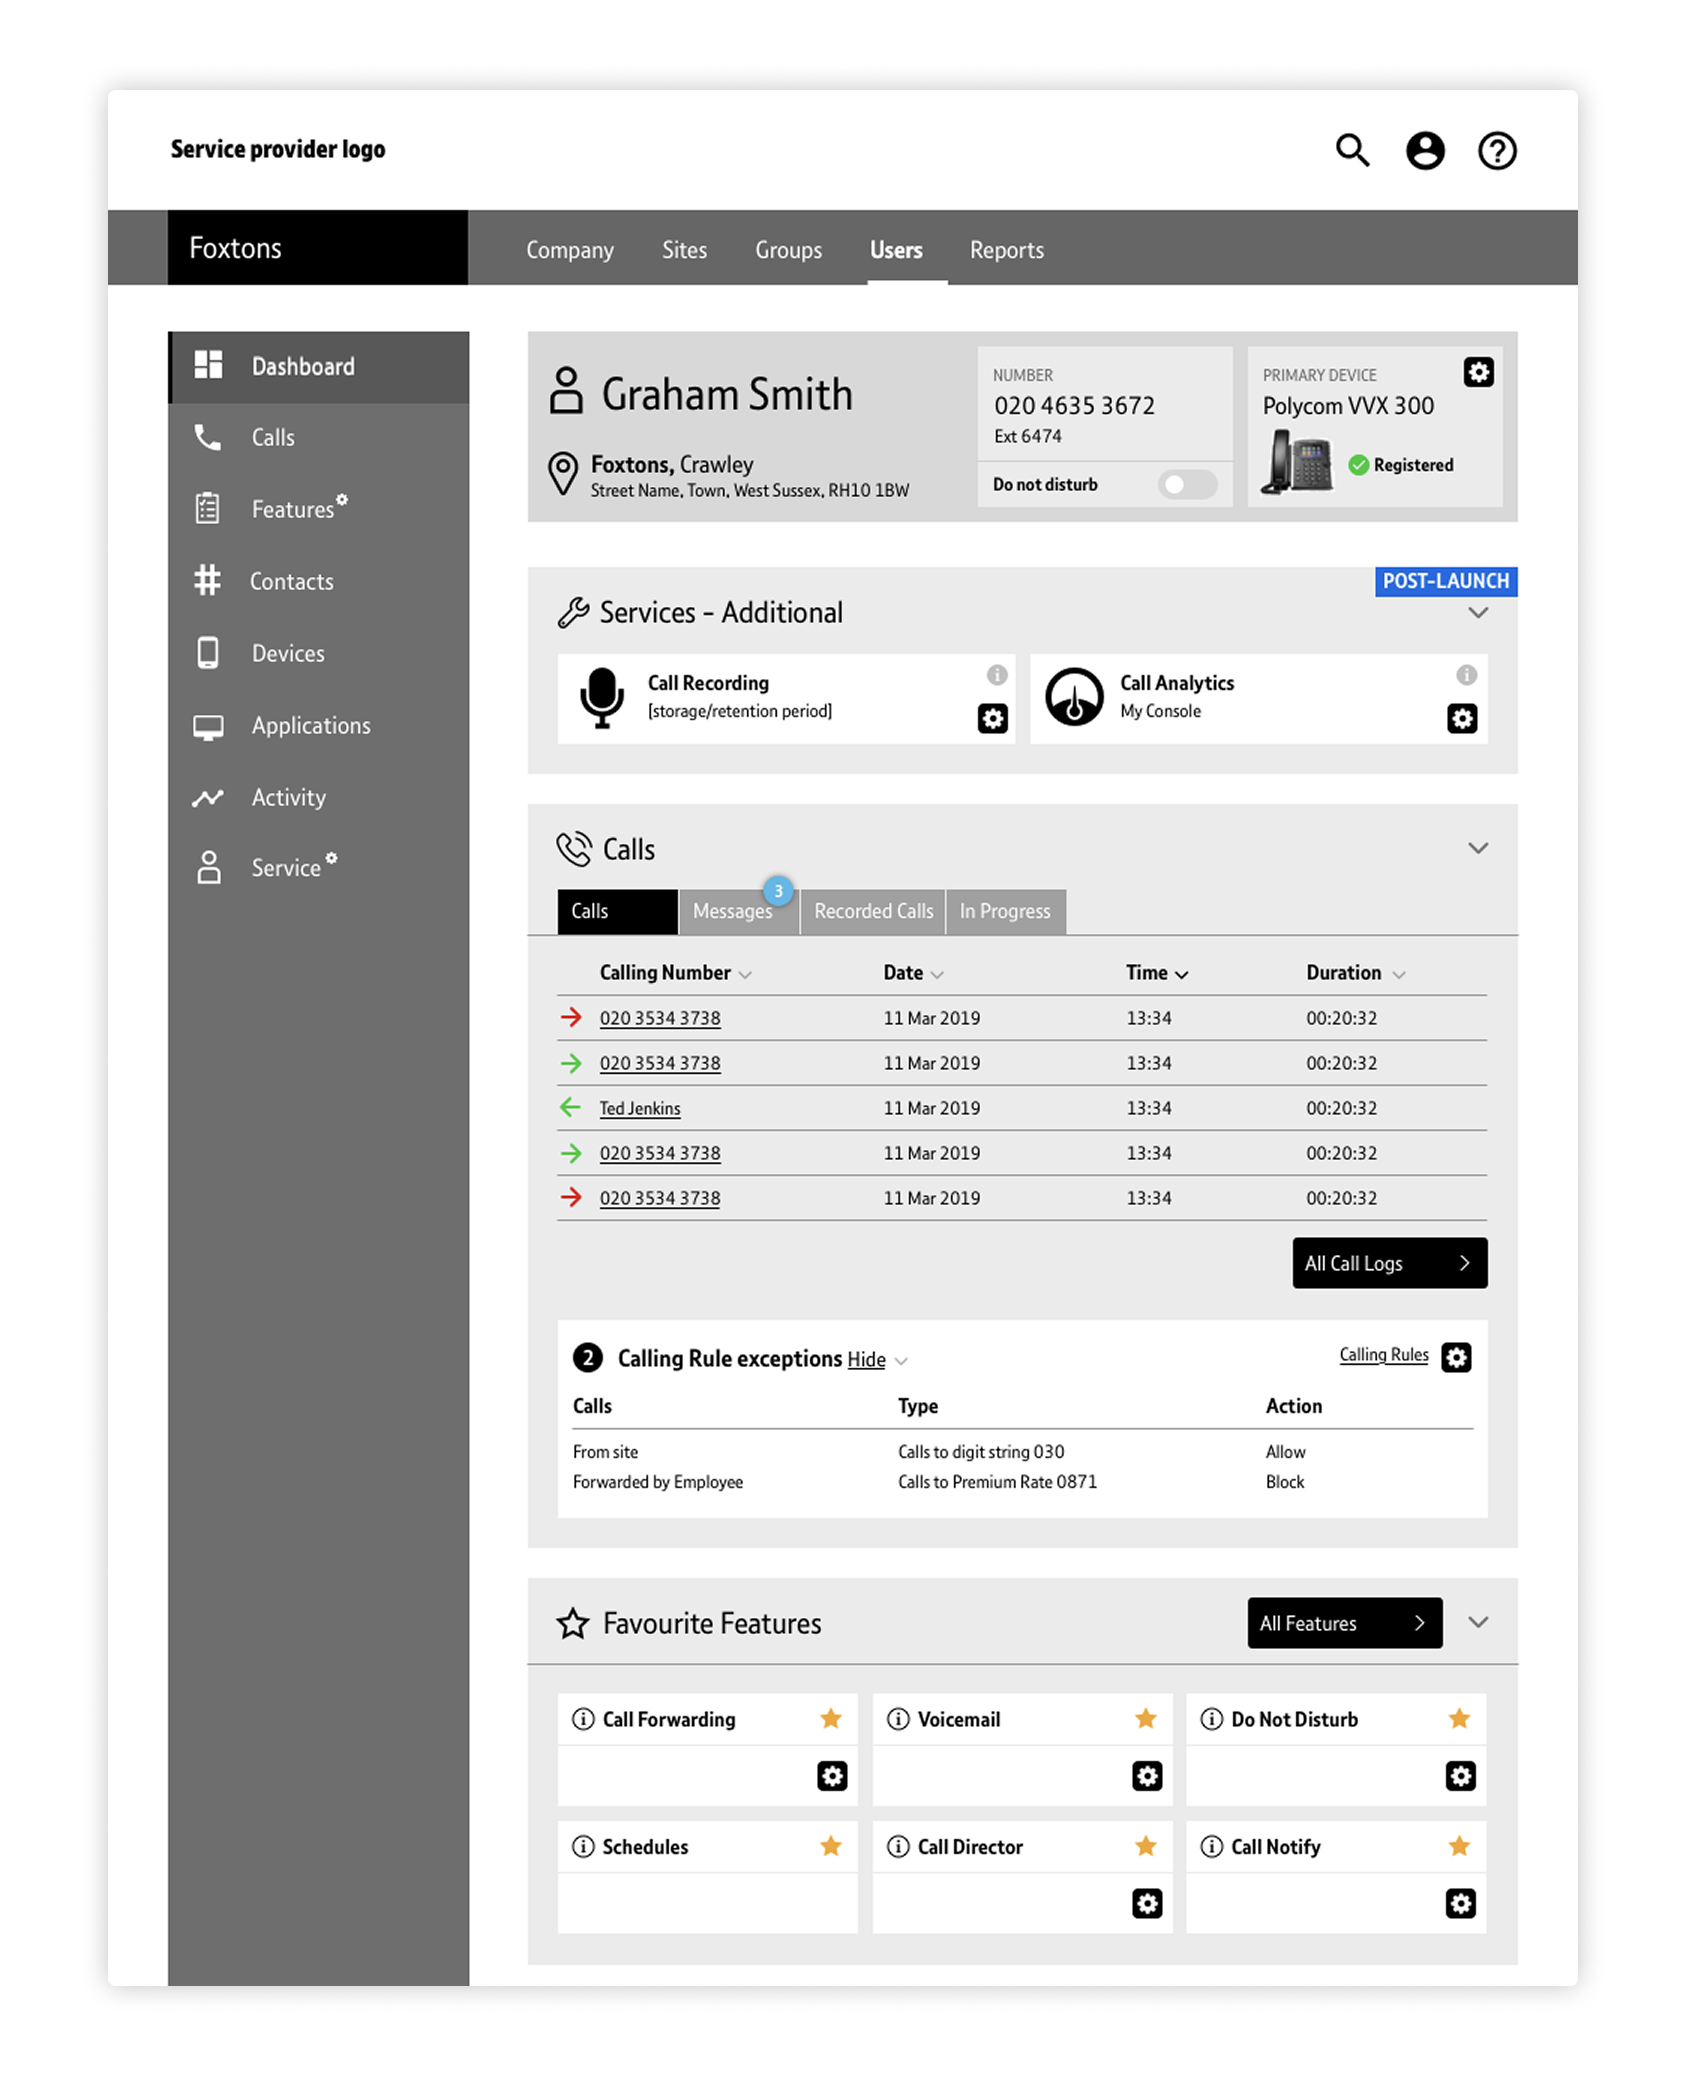 Service provider logo
Foxtons
Company Sites Groups Users Reports
Dashboard
Calls
Features
Contacts
Devices
Applications
Activity
Service
Graham Smith
Foxtons, Crawley
Street Name, Town, West Sussex, RH10 1BW
NUMBER
020 4635 3672
Ext 6474
Do not disturb
PRIMARY DEVICE
Polycom VVX 300
Registered
POST-LAUNCH
Services - Additional
Call Recording
[storage/retention period]
Call Analytics
My Console
Calls
Calls Messages 3 Recorded Calls In Progress
Calling Number Date Time Duration
020 3534 3738 11 Mar 2019 13:34 00:20:32
020 3534 3738 11 Mar 2019 13:34 00:20:32
Ted Jenkins 11 Mar 2019 13:34 00:20:32
020 3534 3738 11 Mar 2019 13:34 00:20:32
020 3534 3738 11 Mar 2019 13:34 00:20:32
All Call Logs
2 Calling Rule exceptions Hide Calling Rules
Calls Type Action
From site Calls to digit string 030 Allow
Forwarded by Employee Calls to Premium Rate 0871 Block
Favourite Features All Features
Call Forwarding Voicemail Do Not Disturb
Schedules Call Director Call Notify